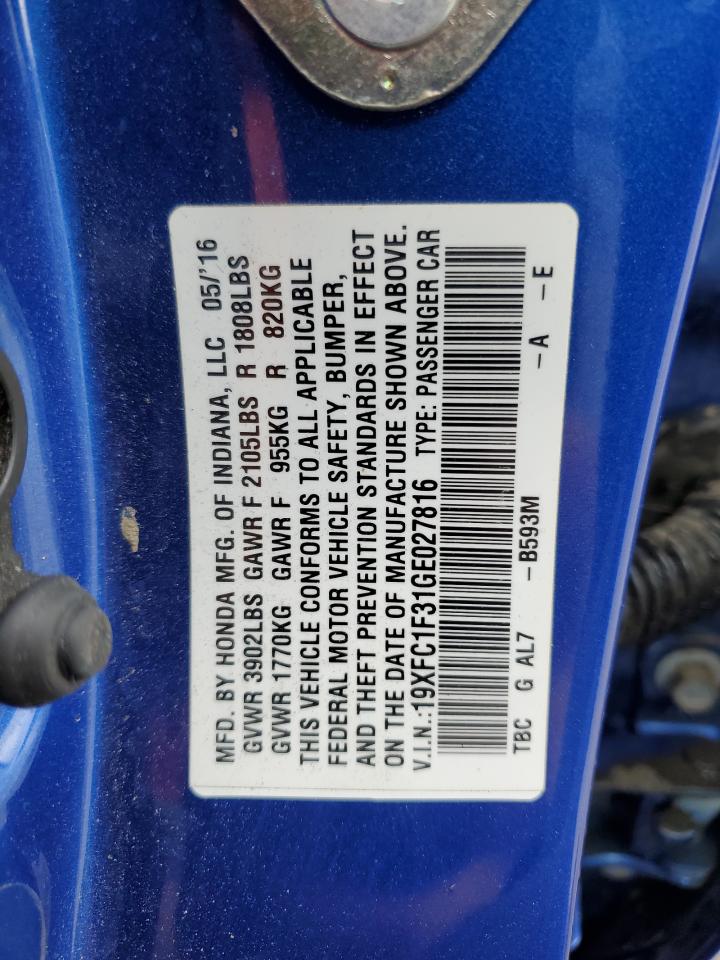 MFD. BY HONDA MFG. OF INDIANA, LLC 05/'16
GVWR 3902LBS GAWR F 2105LBS R 1808LBS
GVWR 1770KG GAWR F 955KG R 820KG
THIS VEHICLE CONFORMS TO ALL APPLICABLE
FEDERAL MOTOR VEHICLE SAFETY, BUMPER,
AND THEFT PREVENTION STANDARDS IN EFFECT
ON THE DATE OF MANUFACTURE SHOWN ABOVE.
V.I.N.:19XFC1F31GE027816 TYPE: PASSENGER CAR
TBC G AL7 -B593M -A -E